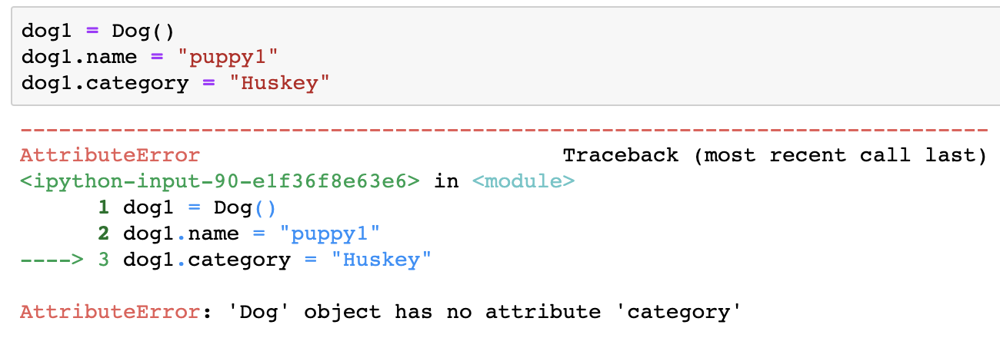 dog1 = Dog()
dog1.name = "puppy1"
dog1.category = "Huskey"
---------------------------------------------------------------------------
AttributeError                            Traceback (most recent call last)
<ipython-input-90-e1f36f8e63e6> in <module>
      1 dog1 = Dog()
      2 dog1.name = "puppy1"
----> 3 dog1.category = "Huskey"
AttributeError: 'Dog' object has no attribute 'category'